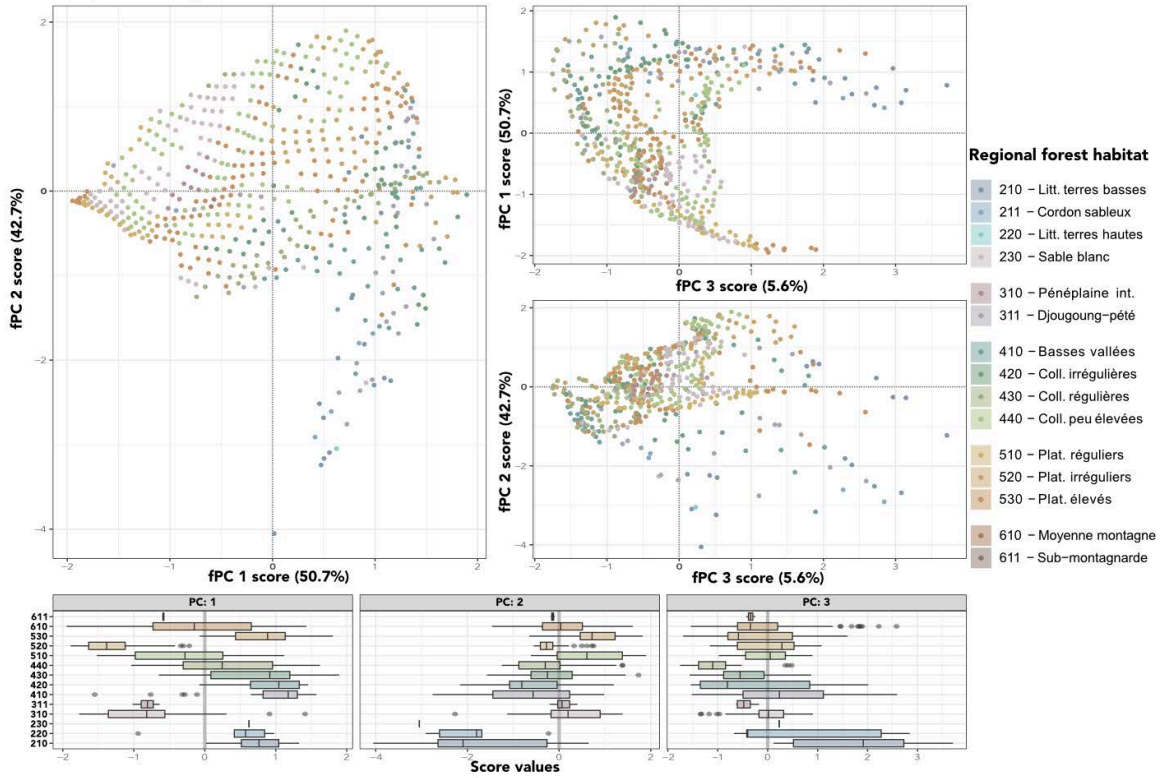 2
0
−2
−4
fPC 2 score (42.7%)
−2
−1
0
1
2
fPC 1 score (50.7%)
2
1
0
−1
−2
fPC 1 score (50.7%)
−2
−1
0
1
2
3
fPC 3 score (5.6%)
2
0
−2
−4
fPC 2 score (42.7%)
−2
−1
0
1
2
3
fPC 3 score (5.6%)
Regional forest habitat
210 − Litt. terres basses
211 − Cordon sableux
220 − Litt. terres hautes
230 − Sable blanc
310 − Pénéplaine int.
311 − Djougoung−pété
410 − Basses vallées
420 − Coll. irrégulières
430 − Coll. régulières
440 − Coll. peu élevées
510 − Plat. réguliers
520 − Plat. irréguliers
530 − Plat. élevés
610 − Moyenne montagne
611 − Sub−montagnarde
PC: 1
PC: 2
PC: 3
611
610
530
520
510
440
430
420
410
311
310
230
220
210
−2
−1
0
1
2
−4
−2
0
2
−2
0
2
Score values